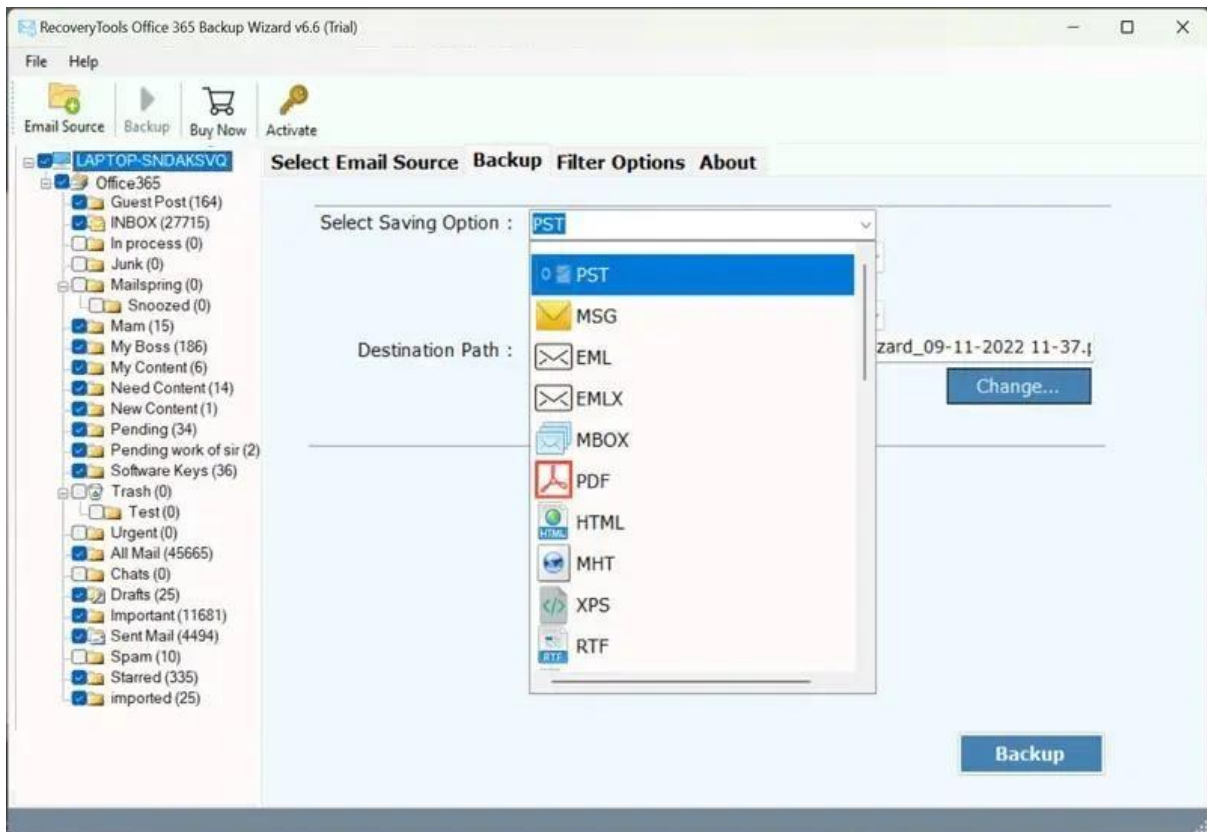 RecoveryTools Office 365 Backup Wizard v6.6 (Trial)
File Help
Email Source Backup Buy Now Activate
LAPTOP-SNDAKSVQ
Office365
Guest Post (164)
INBOX (27715)
In process (0)
Junk (0)
Mailspring (0)
Snoozed (0)
Mam (15)
My Boss (186)
My Content (6)
Need Content (14)
New Content (1)
Pending (34)
Pending work of sir (2)
Software Keys (36)
Trash (0)
Test (0)
Urgent (0)
All Mail (45665)
Chats (0)
Drafts (25)
Important (11681)
Sent Mail (4494)
Spam (10)
Starred (335)
imported (25)
Select Email Source Backup Filter Options About
Select Saving Option : PST
PST
MSG
EML
EMLX
MBOX
PDF
HTML
MHT
XPS
RTF
Destination Path : zard_09-11-2022 11-37.p
Change...
Backup